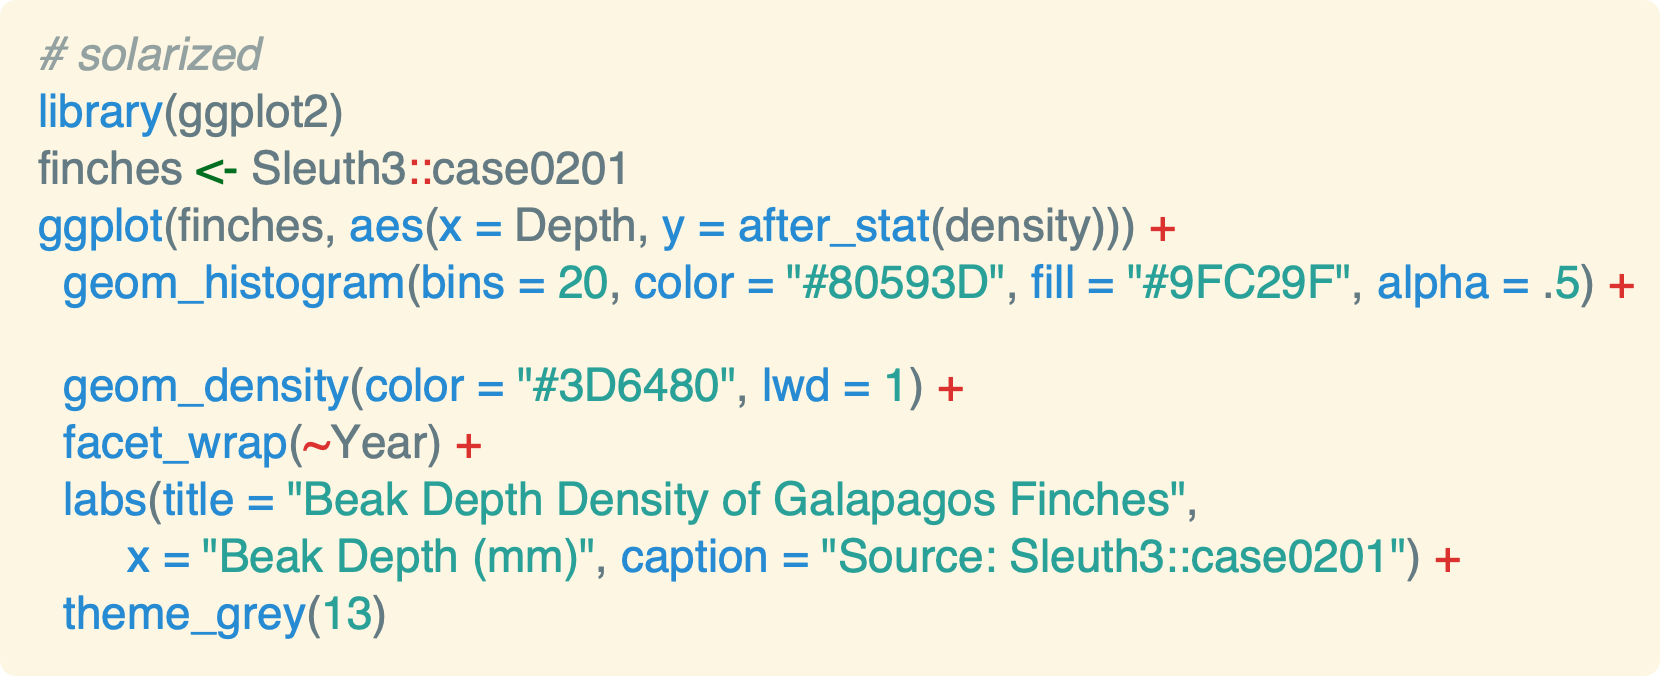 # solarized
library(ggplot2)
finches <- Sleuth3::case0201
ggplot(finches, aes(x = Depth, y = after_stat(density))) +
  geom_histogram(bins = 20, color = "#80593D", fill = "#9FC29F", alpha = .5) +
  geom_density(color = "#3D6480", lwd = 1) +
  facet_wrap(~Year) +
  labs(title = "Beak Depth Density of Galapagos Finches",
       x = "Beak Depth (mm)", caption = "Source: Sleuth3::case0201") +
  theme_grey(13)